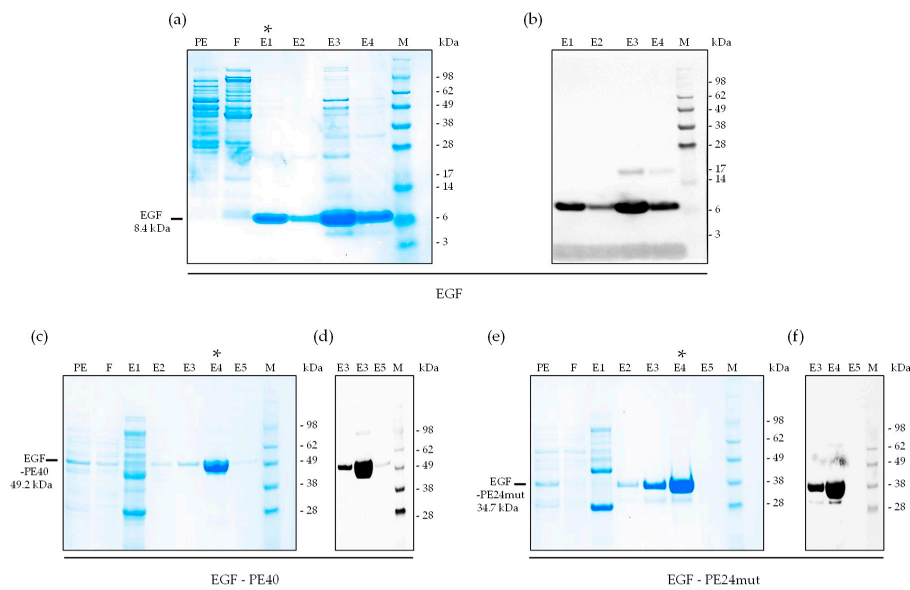 (a)
*
PE F E1 E2 E3 E4 M kDa
- 98
- 62
- 49
- 38
- 28
- 17
- 14
- 6
- 3
EGF
8.4 kDa
(b)
E1 E2 E3 E4 M kDa
- 98
- 62
- 49
- 38
- 28
- 17
- 14
- 6
- 3
EGF
(c)
*
PE F E1 E2 E3 E4 E5 M kDa
- 98
- 62
- 49
- 38
- 28
EGF
-PE40
49.2 kDa
(d)
E3 E3 E5 M kDa
- 98
- 62
- 49
- 38
- 28
EGF - PE40
(e)
*
PE F E1 E2 E3 E4 E5 M kDa
- 98
- 62
- 49
- 38
- 28
EGF
-PE24mut
34.7 kDa
(f)
E3 E4 E5 M kDa
- 98
- 62
- 49
- 38
- 28
EGF - PE24mut